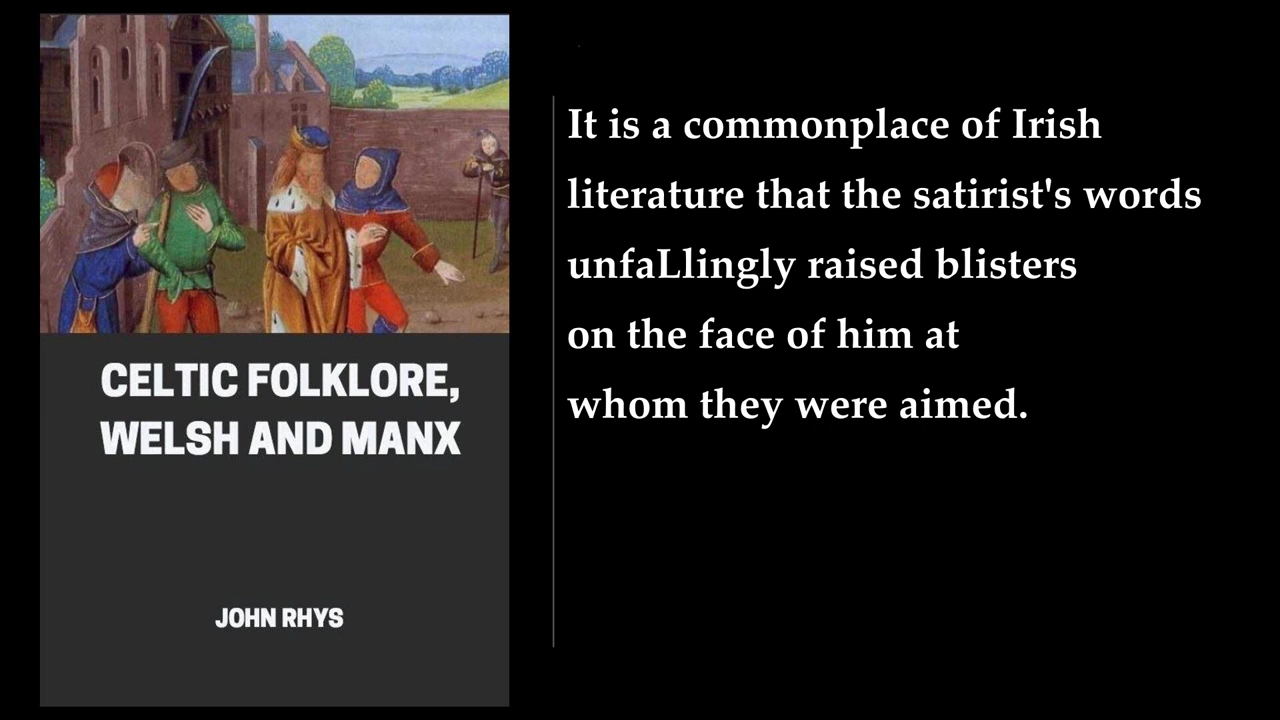 CELTIC FOLKLORE,
WELSH AND MANX
JOHN RHYS
It is a commonplace of Irish
literature that the satirist's words
unfaLlingly raised blisters
on the face of him at
whom they were aimed.